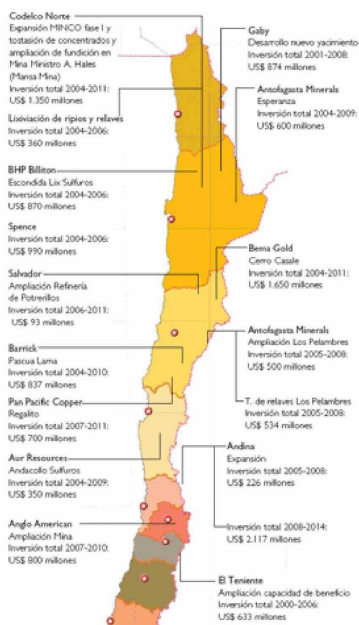 Codelco Norte
Expansión MINCO fase I y
tostación de concentrados y
ampliación de fundición en
Mina Ministro A. Hales
(Mansa Mina)
Inversión total 2004-2011:
US$ 1.350 millones
Lixiviación de ripios y relaves
Inversión total 2004-2006:
US$ 360 millones
BHP Billiton
Escondida Lix Sulfuros
Inversión total 2004-2006:
US$ 870 millones
Spence
Inversión total 2004-2006:
US$ 990 millones
Salvador
Ampliación Refinería
de Potrerillos
Inversión total 2006-2011:
US$ 93 millones
Barrick
Pascua Lama
Inversión total 2004-2010:
US$ 837 millones
Pan Pacific Copper
Regalito
Inversión total 2007-2011:
US$ 700 millones
Aur Resources
Andacollo Sulfuros
Inversión total 2004-2009:
US$ 350 millones
Anglo American
Ampliación Mina
Inversión total 2007-2010:
US$ 800 millones
Gaby
Desarrollo nuevo yacimiento
Inversión total 2001-2008:
US$ 874 millones
Antofagasta Minerals
Esperanza
Inversión total 2004-2009:
US$ 600 millones
Bema Gold
Cerro Casale
Inversión total 2004-2011:
US$ 1.650 millones
Antofagasta Minerals
Ampliación Los Pelambres
Inversión total 2005-2008:
US$ 500 millones
T. de relaves Los Pelambres
Inversión total 2005-2008:
US$ 534 millones
Andina
Expansión
Inversión total 2005-2008:
US$ 226 millones
Inversión total 2008-2014:
US$ 2.117 millones
El Teniente
Ampliación capacidad de beneficio
Inversión total 2000-2006:
US$ 633 millones